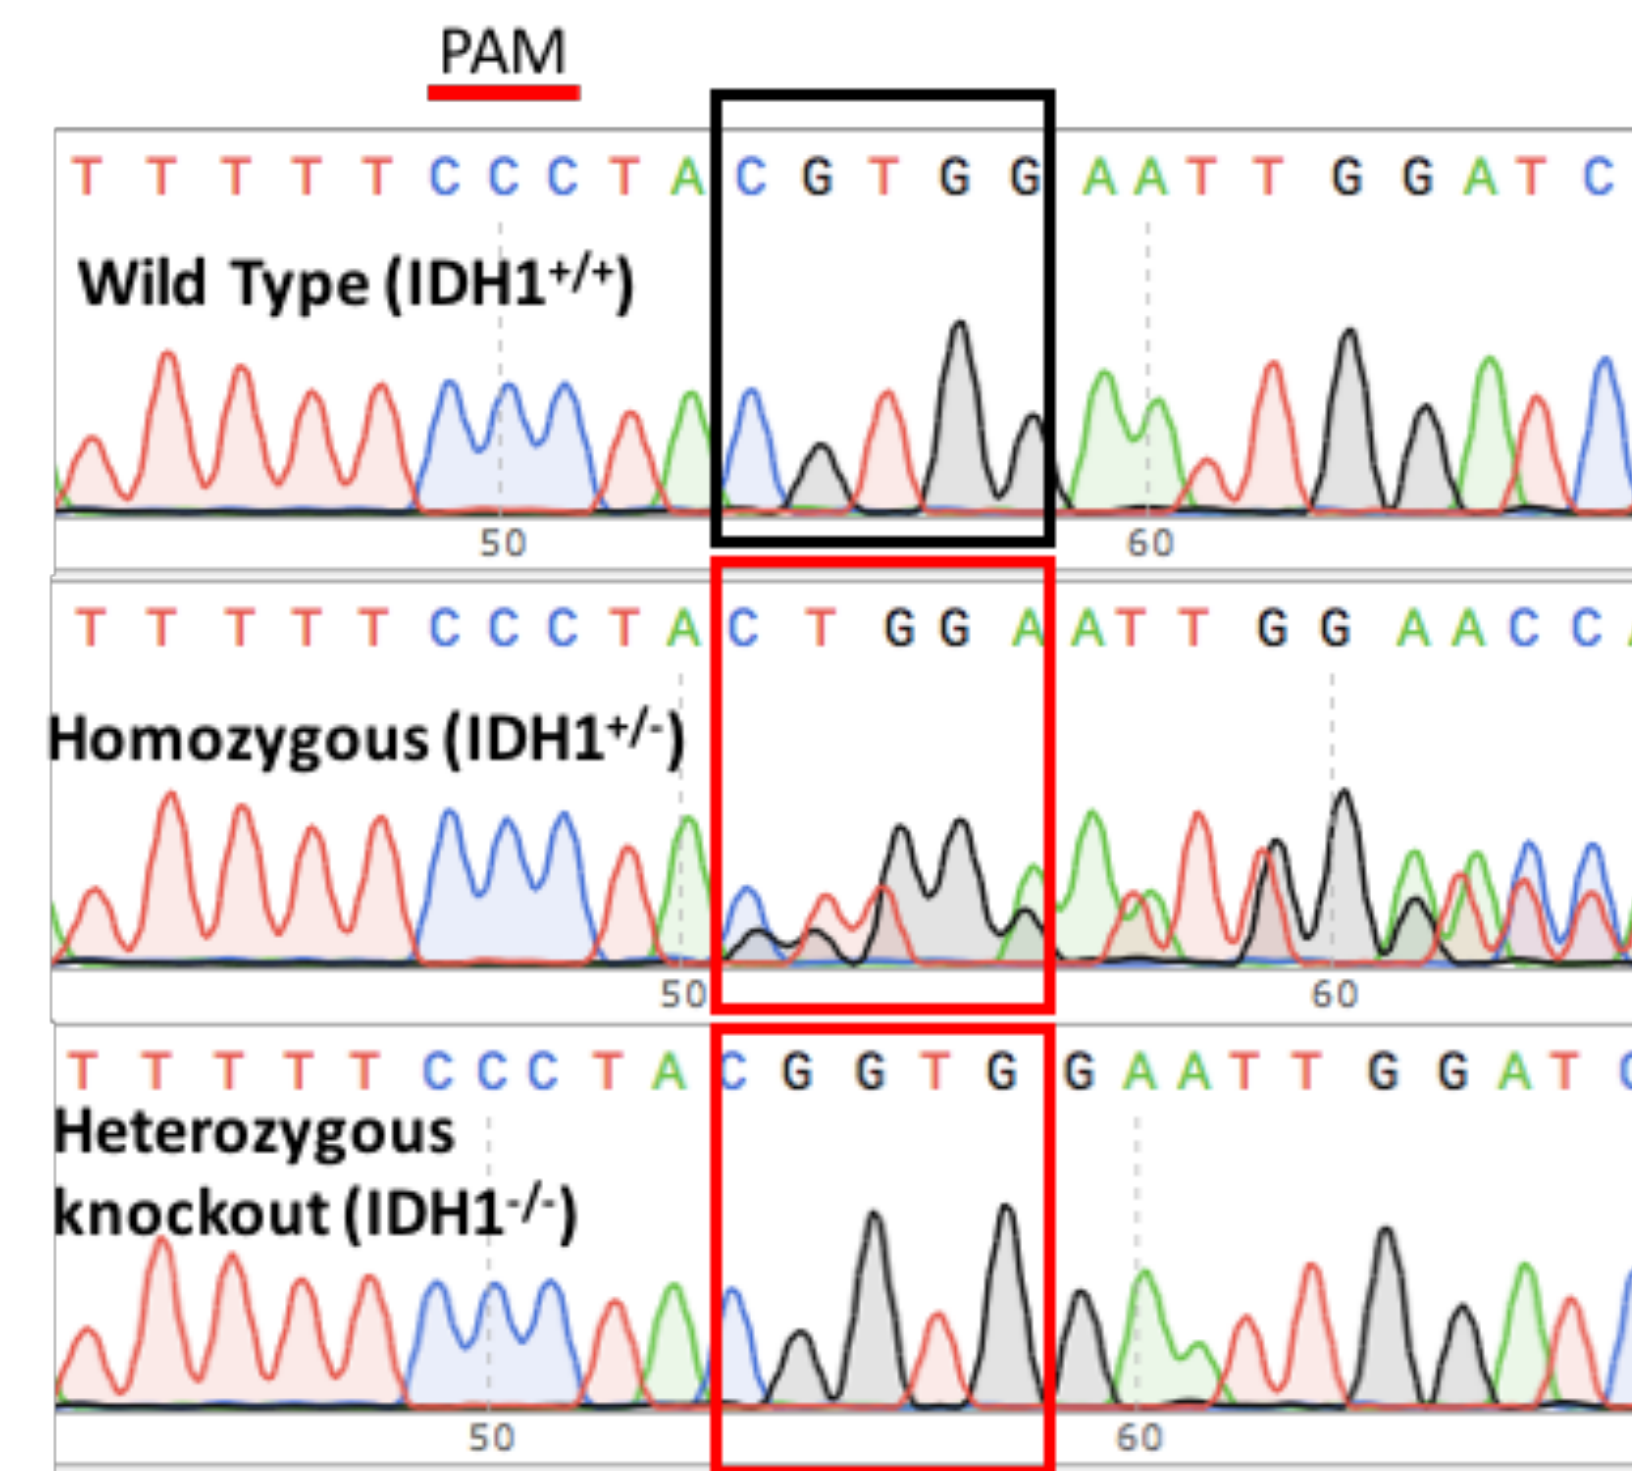 PAM
T T T T T C C C T A C G T G G A A T T G G A T C
Wild Type (IDH1+/+)
50 60
T T T T T C C C T A C T G G A A T T G G A A C C
Homozygous (IDH1+/-)
50 60
T T T T T C C C T A C G G T G G A A T T G G A T C
Heterozygous
knockout (IDH1-/-)
50 60